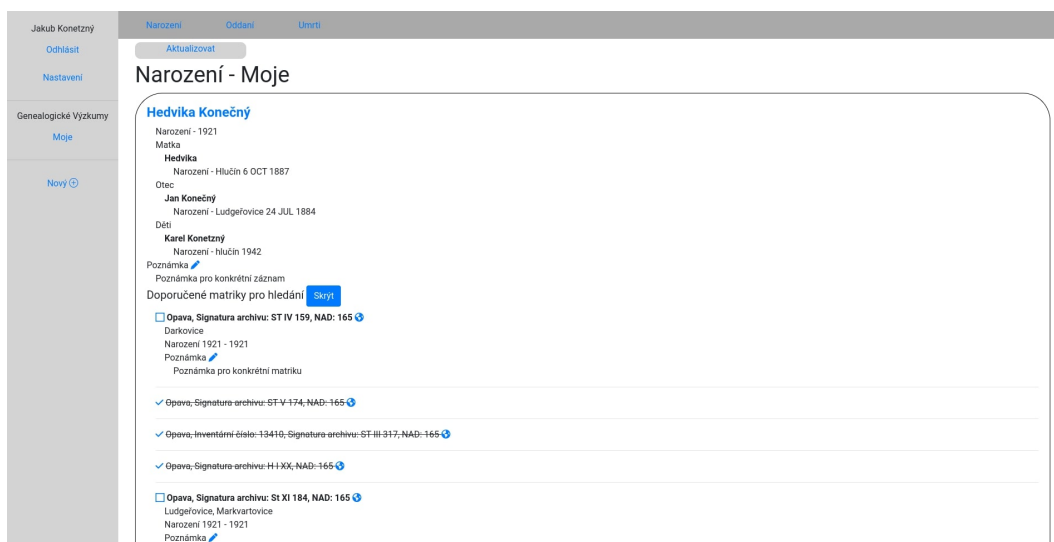 Jakub Konetzný
Odhlásit
Nastavení
Genealogické Výzkumy
Moje
Nový
Narození Oddaní Umrti
Aktualizovat
Narození - Moje
Hedvika Konečný
Narození - 1921
Matka
Hedvika
Narození - Hlučín 6 OCT 1887
Otec
Jan Konečný
Narození - Ludgeřovice 24 JUL 1884
Děti
Karel Konetzný
Narození - hlučín 1942
Poznámka
Poznámka pro konkrétní záznam
Doporučené matriky pro hledání Skrýt
Opava, Signatura archivu: ST IV 159, NAD: 165
Darkovice
Narození 1921 - 1921
Poznámka
Poznámka pro konkrétní matriku
Opava, Signatura archivu: ST V 174, NAD: 165
Opava, Inventární číslo: 13410, Signatura archivu: ST III 317, NAD: 165
Opava, Signatura archivu: H I XX, NAD: 165
Opava, Signatura archivu: St XI 184, NAD: 165
Ludgeřovice, Markvartovice
Narození 1921 - 1921
Poznámka